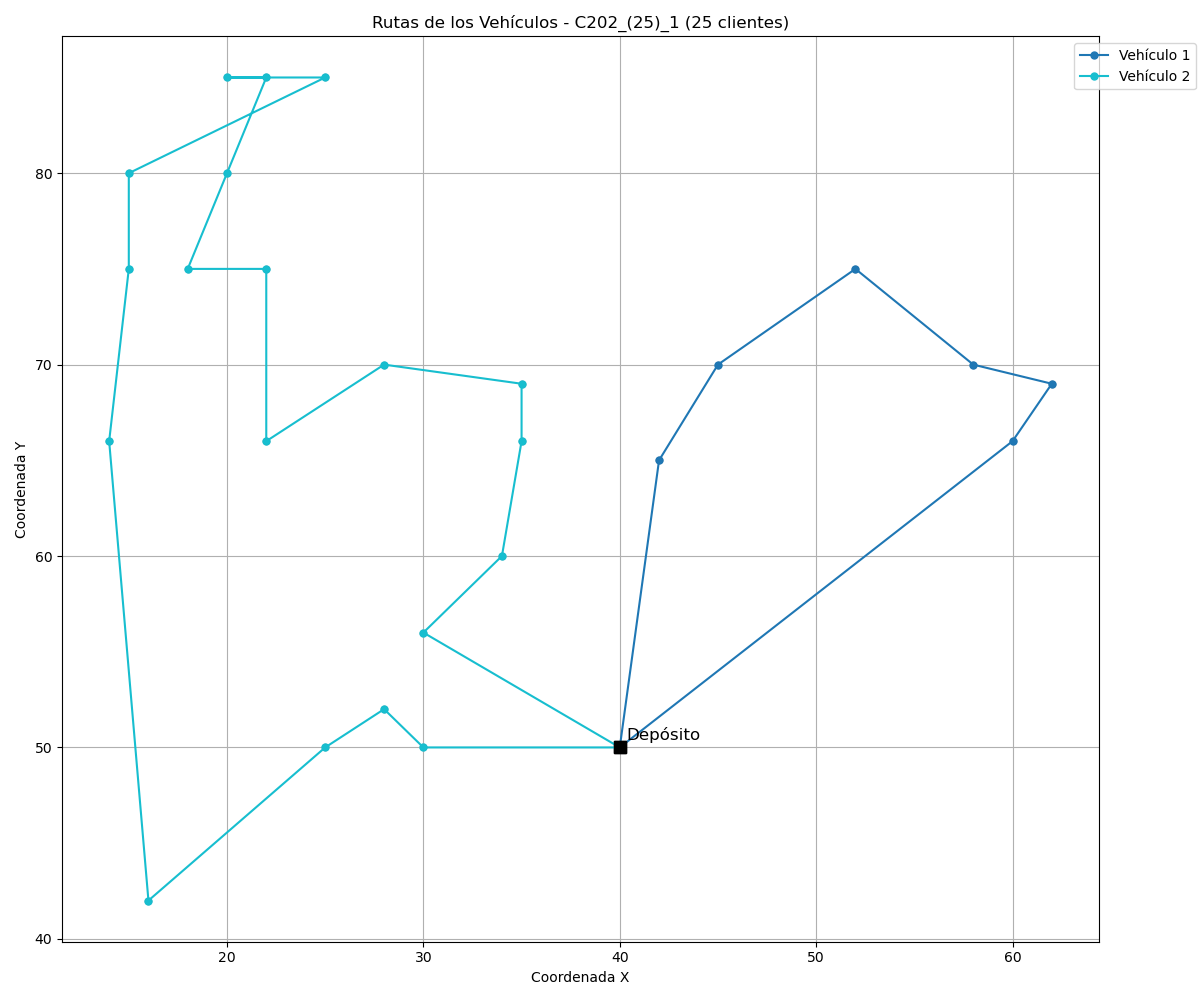 Rutas de los Vehículos - C202_(25)_1 (25 clientes)
Vehículo 1
Vehículo 2
80
70
60
50
40
Coordenada Y
Depósito
20
30
40
50
60
Coordenada X